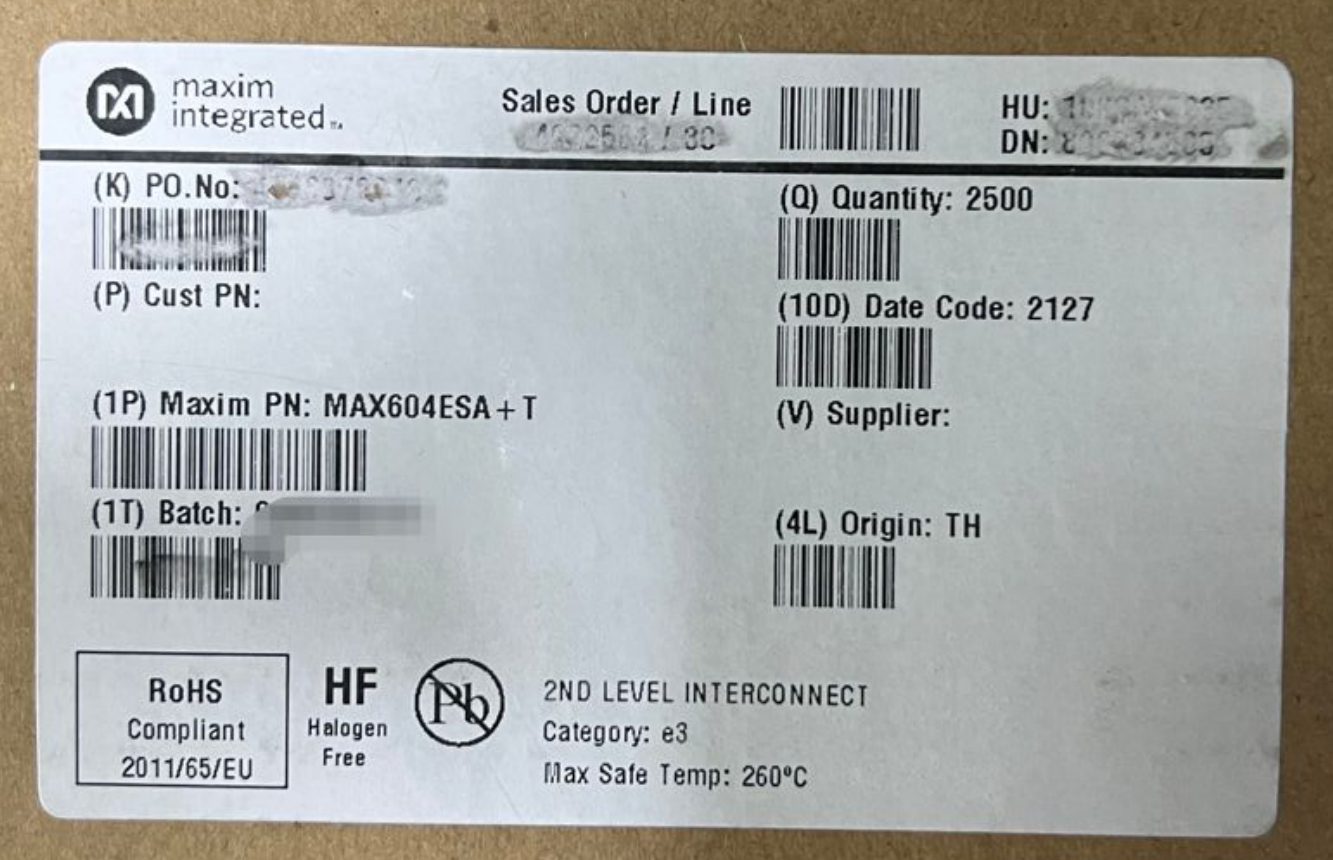 maxim
integrated™
Sales Order / Line
HU:
DN:
(K) PO.No:
(Q) Quantity: 2500
(P) Cust PN:
(10D) Date Code: 2127
(1P) Maxim PN: MAX604ESA+T
(V) Supplier:
(1T) Batch:
(4L) Origin: TH
RoHS
Compliant
2011/65/EU
HF
Halogen
Free
Pb
2ND LEVEL INTERCONNECT
Category: e3
Max Safe Temp: 260°C